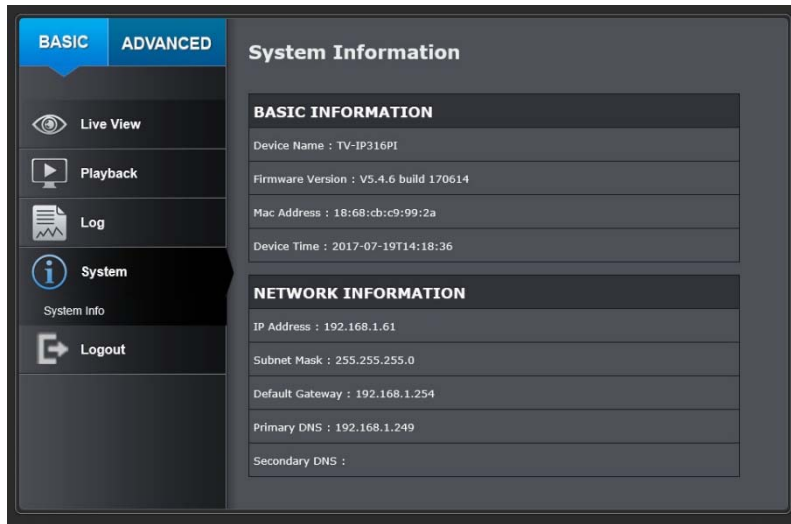 BASIC ADVANCED
Live View
Playback
Log
System
System Info
Logout
System Information
BASIC INFORMATION
Device Name : TV-IP316PI
Firmware Version : V5.4.6 build 170614
Mac Address : 18:68:cb:c9:99:2a
Device Time : 2017-07-19T14:18:36
NETWORK INFORMATION
IP Address : 192.168.1.61
Subnet Mask : 255.255.255.0
Default Gateway : 192.168.1.254
Primary DNS : 192.168.1.249
Secondary DNS :